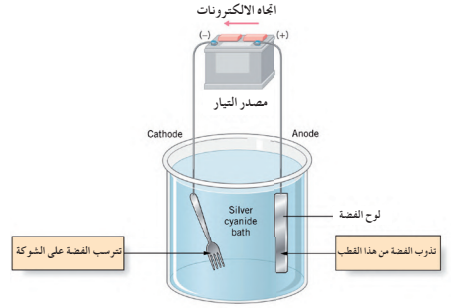 اتجاه الالكترونات
(−)
(+)
مصدر التيار
Cathode
Anode
Silver
cyanide
bath
لوح الفضة
تترسب الفضة على الشوكة
تذوب الفضة من هذا القطب